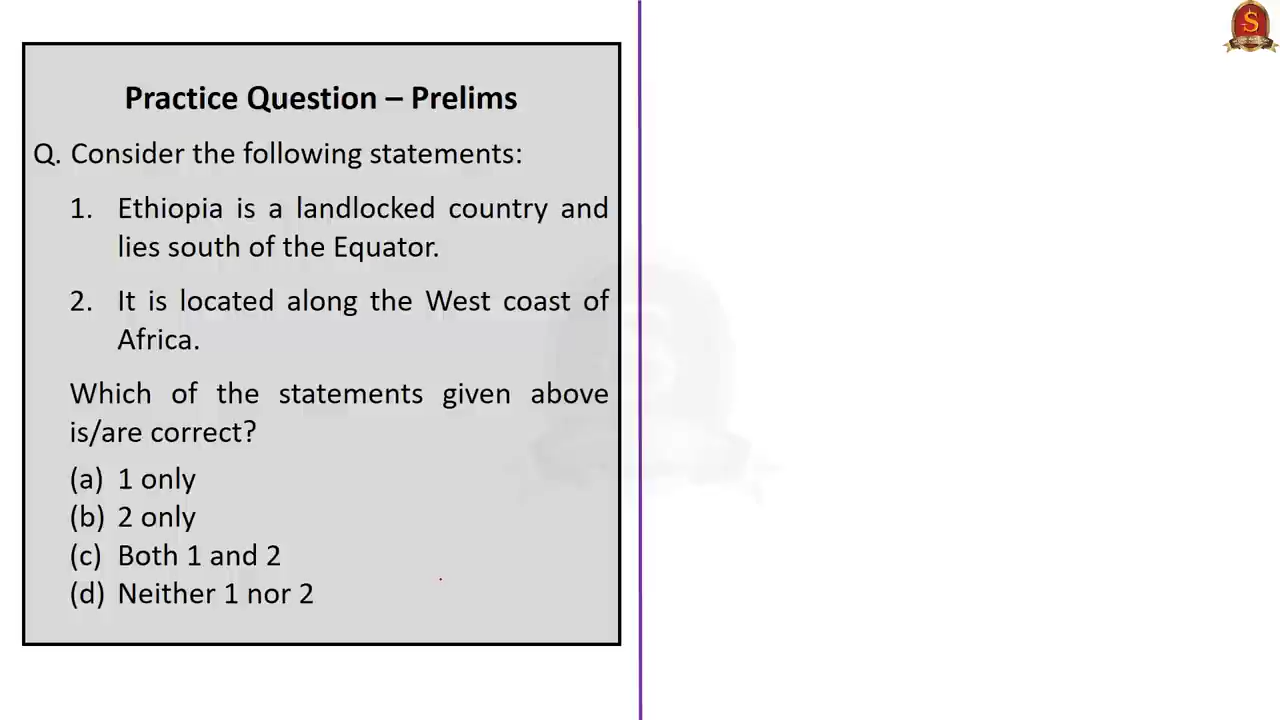 Practice Question – Prelims
Q. Consider the following statements:
1. Ethiopia is a landlocked country and
lies south of the Equator.
2. It is located along the West coast of
Africa.
Which of the statements given above
is/are correct?
(a) 1 only
(b) 2 only
(c) Both 1 and 2
(d) Neither 1 nor 2
S